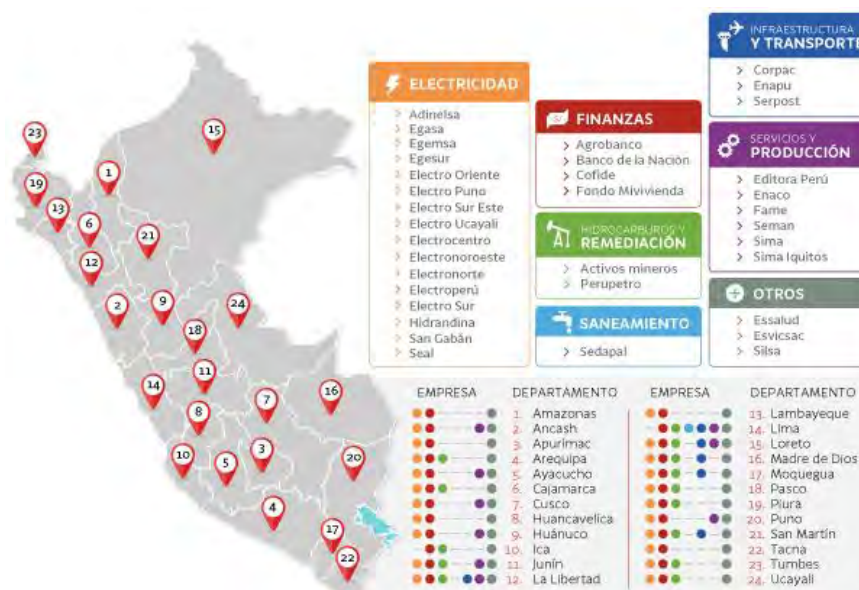 23
15
1
19
13
6
21
12
2
9
24
18
14
11
16
7
8
10
5
3
20
4
17
22
ELECTRICIDAD
> Adinelsa
> Egasa
> Egemsa
> Egesur
> Electro Oriente
> Electro Puno
> Electro Sur Este
> Electro Ucayali
> Electrocentro
> Electronoroeste
> Electronorte
> Electroperú
> Electro Sur
> Hidrandina
> San Gabán
> Seal
FINANZAS
> Agrobanco
> Banco de la Nación
> Cofide
> Fondo Mivivienda
HIDROCARBUROS Y
REMEDIACIÓN
> Activos mineros
> Perupetro
SANEAMIENTO
> Sedapal
INFRAESTRUCTURA
Y TRANSPORTE
> Corpac
> Enapu
> Serpost
SERVICIOS Y
PRODUCCIÓN
> Editora Perú
> Enaco
> Fame
> Seman
> Sima
> Sima Iquitos
OTROS
> Essalud
> Esvicsac
> Silsa
EMPRESA DEPARTAMENTO
1. Amazonas
2. Ancash
3. Apurímac
4. Arequipa
5. Ayacucho
6. Cajamarca
7. Cusco
8. Huancavelica
9. Huánuco
10. Ica
11. Junín
12. La Libertad
EMPRESA DEPARTAMENTO
13. Lambayeque
14. Lima
15. Loreto
16. Madre de Dios
17. Moquegua
18. Pasco
19. Piura
20. Puno
21. San Martín
22. Tacna
23. Tumbes
24. Ucayali